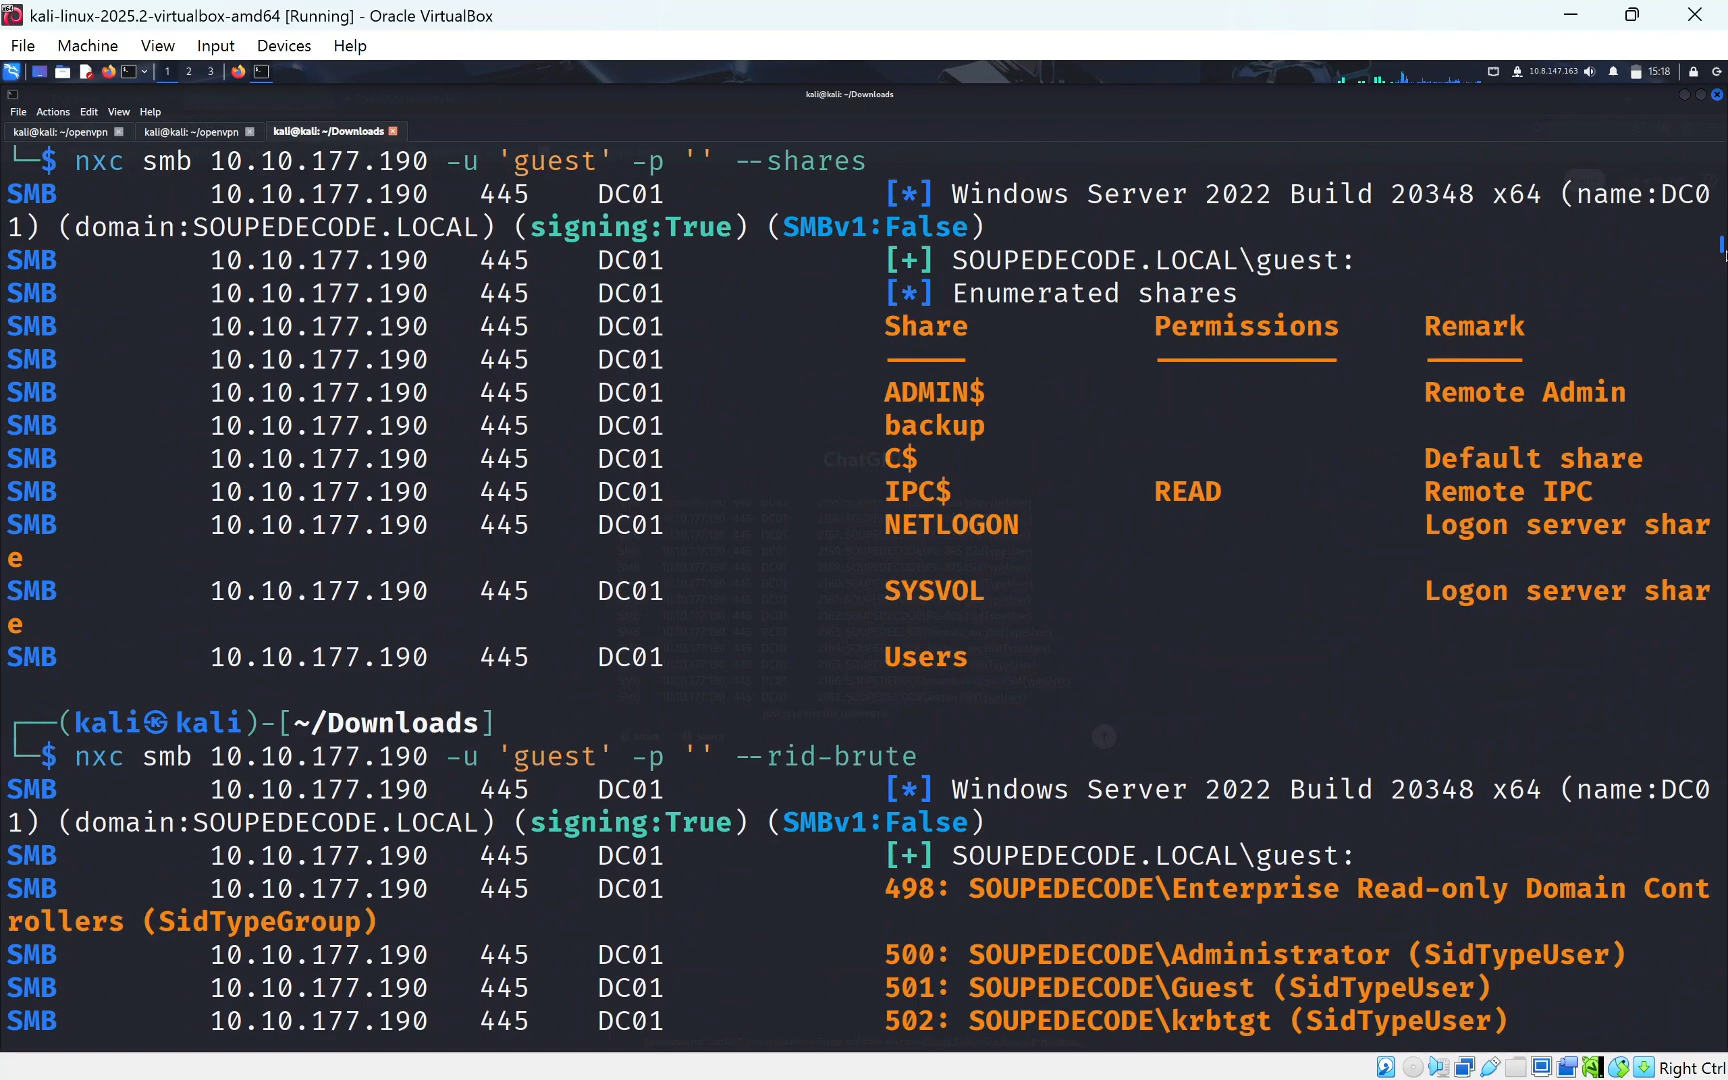 kali-linux-2025.2-virtualbox-amd64 [Running] - Oracle VirtualBox
File Machine View Input Devices Help
1 2 3 10.8.147.163 15:18
kali@kali: ~/Downloads
File Actions Edit View Help
kali@kali: ~/openvpn kali@kali: ~/openvpn kali@kali: ~/Downloads
└─$ nxc smb 10.10.177.190 -u 'guest' -p '' --shares
SMB 10.10.177.190 445 DC01 [*] Windows Server 2022 Build 20348 x64 (name:DC0
1) (domain:SOUPEDECODE.LOCAL) (signing:True) (SMBv1:False)
SMB 10.10.177.190 445 DC01 [+] SOUPEDECODE.LOCAL\guest:
SMB 10.10.177.190 445 DC01 [*] Enumerated shares
SMB 10.10.177.190 445 DC01 Share Permissions Remark
SMB 10.10.177.190 445 DC01 ----- ----------- ------
SMB 10.10.177.190 445 DC01 ADMIN$ Remote Admin
SMB 10.10.177.190 445 DC01 backup
SMB 10.10.177.190 445 DC01 C$ Default share
SMB 10.10.177.190 445 DC01 IPC$ READ Remote IPC
SMB 10.10.177.190 445 DC01 NETLOGON Logon server shar
e
SMB 10.10.177.190 445 DC01 SYSVOL Logon server shar
e
SMB 10.10.177.190 445 DC01 Users
┌──(kali㉿kali)-[~/Downloads]
└─$ nxc smb 10.10.177.190 -u 'guest' -p '' --rid-brute
SMB 10.10.177.190 445 DC01 [*] Windows Server 2022 Build 20348 x64 (name:DC0
1) (domain:SOUPEDECODE.LOCAL) (signing:True) (SMBv1:False)
SMB 10.10.177.190 445 DC01 [+] SOUPEDECODE.LOCAL\guest:
SMB 10.10.177.190 445 DC01 498: SOUPEDECODE\Enterprise Read-only Domain Cont
rollers (SidTypeGroup)
SMB 10.10.177.190 445 DC01 500: SOUPEDECODE\Administrator (SidTypeUser)
SMB 10.10.177.190 445 DC01 501: SOUPEDECODE\Guest (SidTypeUser)
SMB 10.10.177.190 445 DC01 502: SOUPEDECODE\krbtgt (SidTypeUser)
Right Ctrl